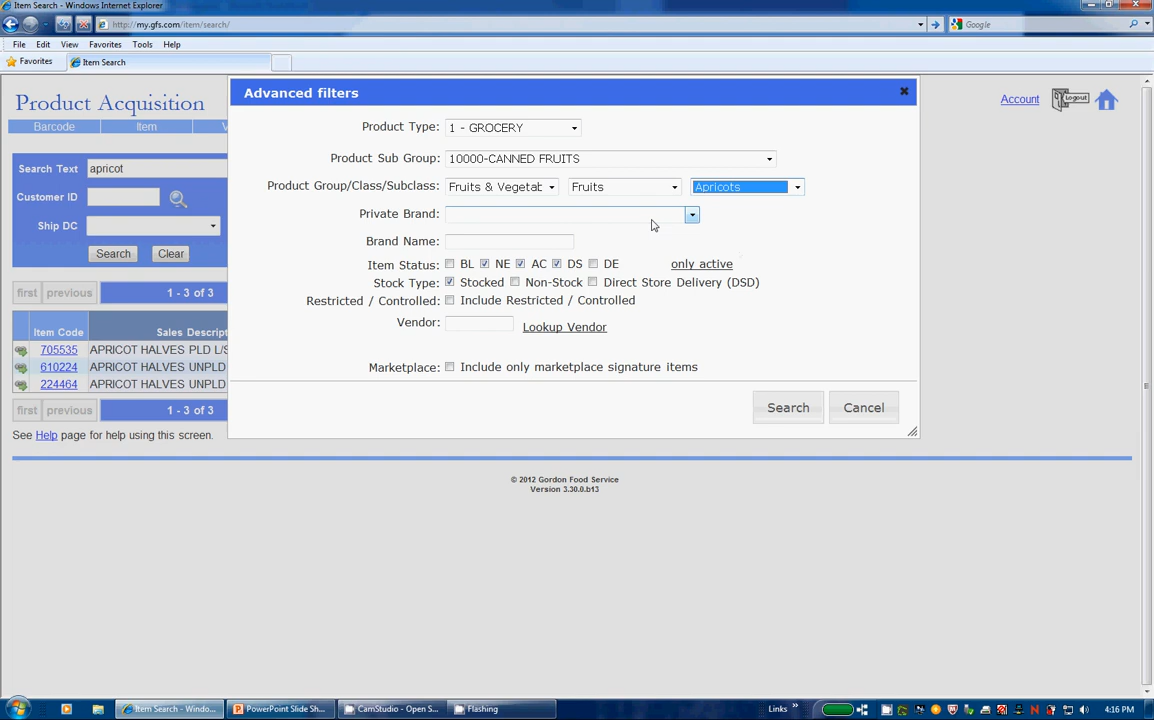 Item Search - Windows Internet Explorer
http://my.gfs.com/item/search/
Google
File Edit View Favorites Tools Help
Favorites Item Search
Product Acquisition
Account Logout
Barcode Item V
Search Text apricot
Customer ID
Ship DC
Search Clear
first previous 1 - 3 of 3
Item Code Sales Descript
705535 APRICOT HALVES PLD L/S
610224 APRICOT HALVES UNPLD
224464 APRICOT HALVES UNPLD
first previous 1 - 3 of 3
See Help page for help using this screen.
Advanced filters
Product Type: 1 - GROCERY
Product Sub Group: 10000-CANNED FRUITS
Product Group/Class/Subclass: Fruits & Vegetat Fruits Apricots
Private Brand:
Brand Name:
Item Status: BL NE AC DS DE only active
Stock Type: Stocked Non-Stock Direct Store Delivery (DSD)
Restricted / Controlled: Include Restricted / Controlled
Vendor: Lookup Vendor
Marketplace: Include only marketplace signature items
Search Cancel
© 2012 Gordon Food Service
Version 3.30.0.b13
Item Search - Windo... PowerPoint Slide Sh... CamStudio - Open S... Flashing Links » 4:16 PM